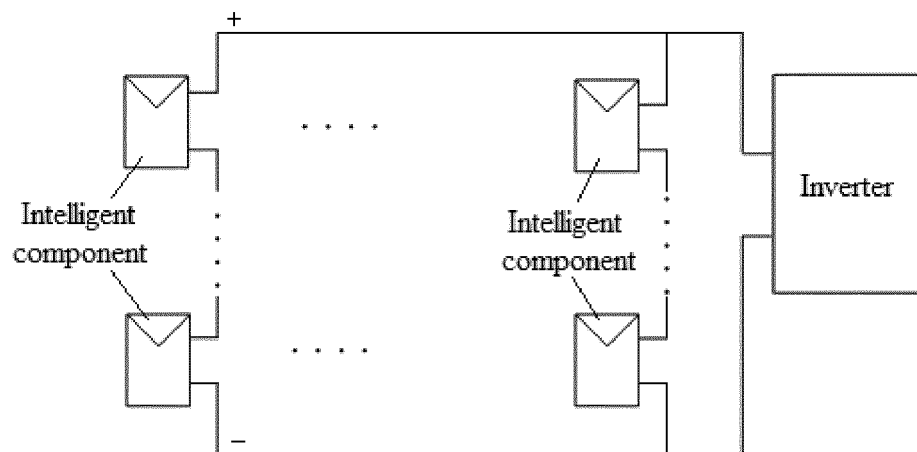 +
Intelligent
component
Intelligent
component
Inverter
−